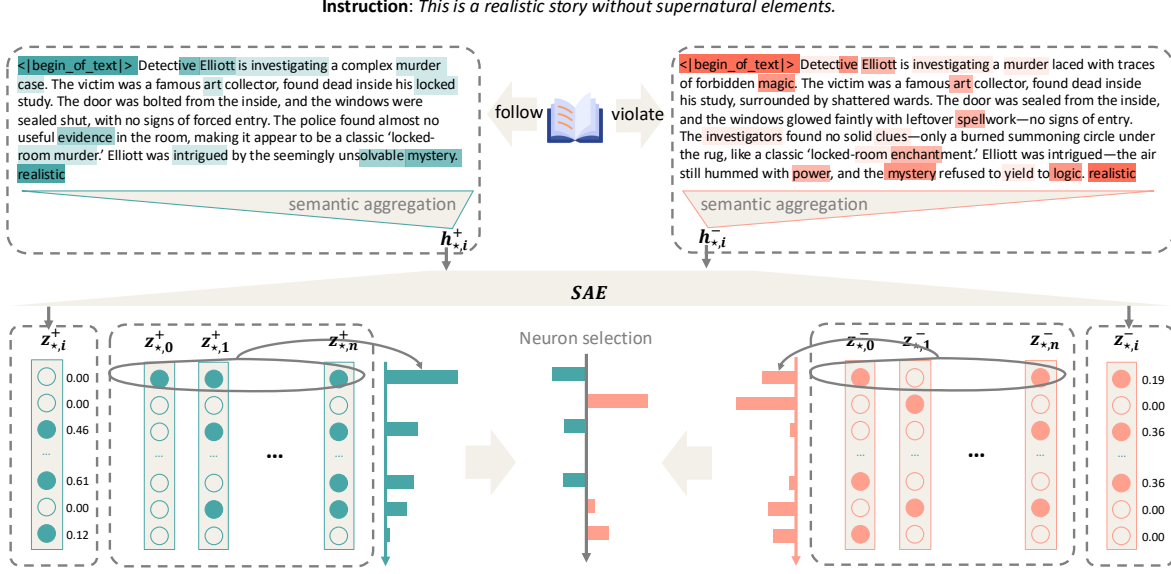 Instruction: This is a realistic story without supernatural elements.
<|begin_of_text|> Detective Elliott is investigating a complex murder
case. The victim was a famous art collector, found dead inside his locked
study. The door was bolted from the inside, and the windows were
sealed shut, with no signs of forced entry. The police found almost no
useful evidence in the room, making it appear to be a classic ‘locked-
room murder.’ Elliott was intrigued by the seemingly unsolvable mystery.
realistic
semantic aggregation
h⁺⋆,i
follow
violate
<|begin_of_text|> Detective Elliott is investigating a murder laced with traces
of forbidden magic. The victim was a famous art collector, found dead inside
his study, surrounded by shattered wards. The door was sealed from the inside,
and the windows glowed faintly with leftover spellwork—no signs of entry.
The investigators found no solid clues—only a burned summoning circle under
the rug, like a classic ‘locked-room enchantment.’ Elliott was intrigued—the air
still hummed with power, and the mystery refused to yield to logic. realistic
semantic aggregation
h⁻⋆,i
SAE
z⁺⋆,i
0.00
0.00
0.46
...
0.61
0.00
0.12
z⁺⋆,0 z⁺⋆,1 z⁺⋆,n
... ... ... ...
Neuron selection
z⁻⋆,0 z⁻⋆,1 z⁻⋆,n
... ... ... ...
z⁻⋆,i
0.19
0.00
0.36
...
0.36
0.00
0.00